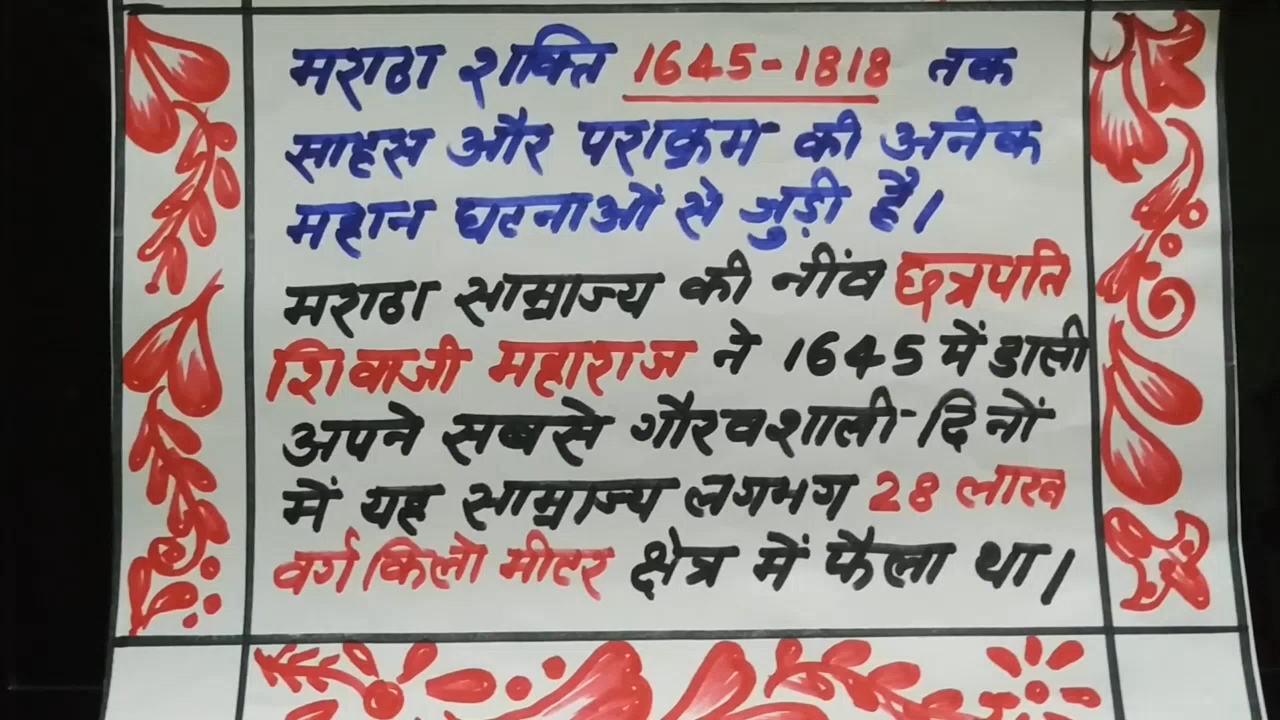 मराठा शक्ति 1645-1818 तक
साहस और पराक्रम की अनेक
महान घटनाओं से जुड़ी है।
मराठा साम्राज्य की नींव छत्रपति
शिवाजी महाराज ने 1645 में डाली
अपने सबसे गौरवशाली दिनों
में यह साम्राज्य लगभग 28 लाख
वर्ग किलो मीटर क्षेत्र में फैला था।